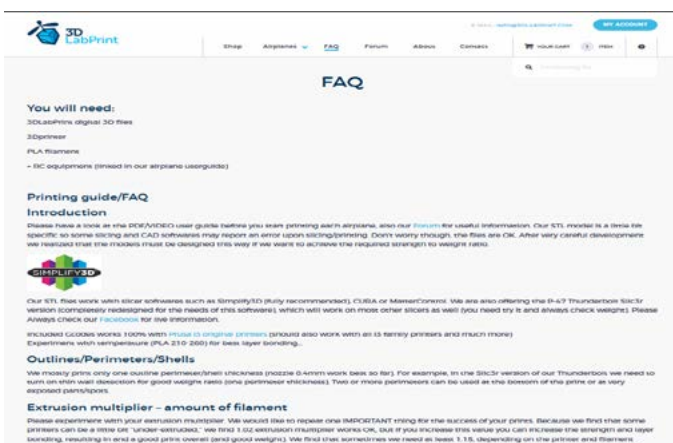 3D
LabPrint
MY ACCOUNT
Shop Airplanes FAQ Forum About Contact YOUR CART ITEM
FAQ
You will need:
3DLabPrint digital 3D files
3Dprinter
PLA filament
+ RC equipment (linked in our airplane userguide)
Printing guide/FAQ
Introduction
Please have a look at the PDF/VIDEO user guide before you start printing each airplane, also our Forum for useful information. Our STL model is a little bit
specific so some slicing and CAD softwares may report an error upon slicing/printing. Don't worry though, the files are OK. After very careful development
we realized that the models must be designed this way if we want to achieve the required strength to weight ratio.
SIMPLIFY3D
Our STL files work with slicer softwares such as Simplify3D (fully recommended), CURA or MatterControl. We are also offering the P-47 Thunderbolt Slic3r
version (completely redesigned for the needs of this software), which will work on most other slicers as well (you need try it and always check weight). Please
Always check our Facebook for live information.
Included Gcodes works 100% with Prusa i3 original printers (should also work with all i3 family printers and much more)
Experiment with temperature (PLA 210-260) for best layer bonding...
Outlines/Perimeters/Shells
We mostly print only one outline perimeter/shell thickness (nozzle 0.4mm work best so far). For example, in the Slic3r version of our Thunderbolt we need to
turn on thin wall detection for good weight ratio (one perimeter thickness). Two or more perimeters can be used at the bottom of the print or at very
exposed parts/spots.
Extrusion multiplier – amount of filament
Please experiment with your extrusion multiplier. We would like to repeat one IMPORTANT thing for the success of your prints. Because we find that some
printers can be a little bit "under-extruded," we find 1.02 extrusion multiplier works OK, but if you increase this value you can increase the strength and layer
bonding, resulting in and a good print overall (and good weight). We find that sometimes we need at least 1.15, depending on the printer and filament